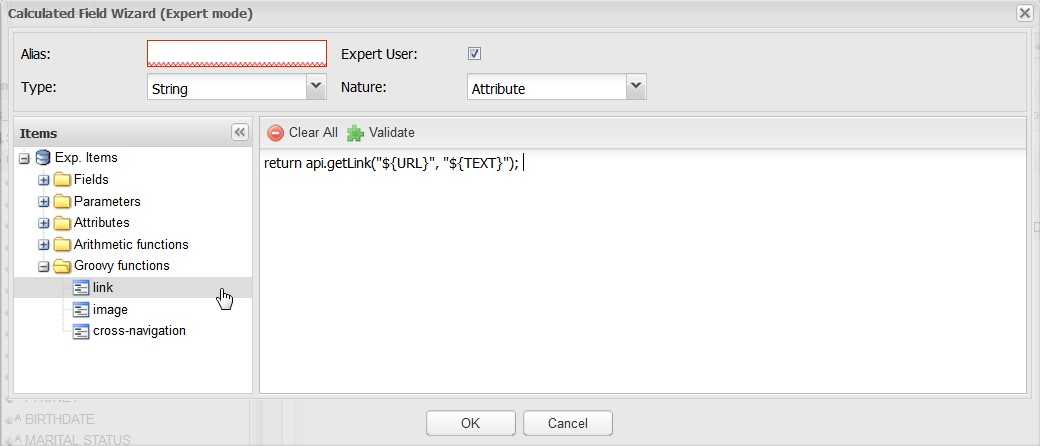 Calculated Field Wizard (Expert mode)
Alias:
Expert User:
Type:
String
Nature:
Attribute
Items
Clear All
Validate
Exp. Items
Fields
Parameters
Attributes
Arithmetic functions
Groovy functions
link
image
cross-navigation
return api.getLink("${URL}", "${TEXT}");
OK
Cancel
BIRTHDATE
MARITAL STATUS